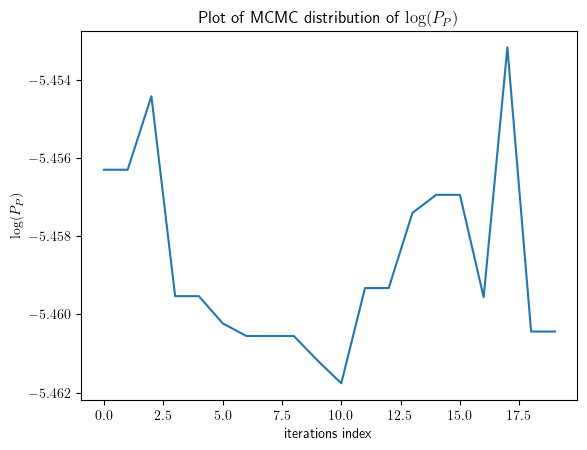 Plot of MCMC distribution of log(P_P)
−5.454
−5.456
−5.458
−5.460
−5.462
log(P_P)
0.0 2.5 5.0 7.5 10.0 12.5 15.0 17.5
iterations index